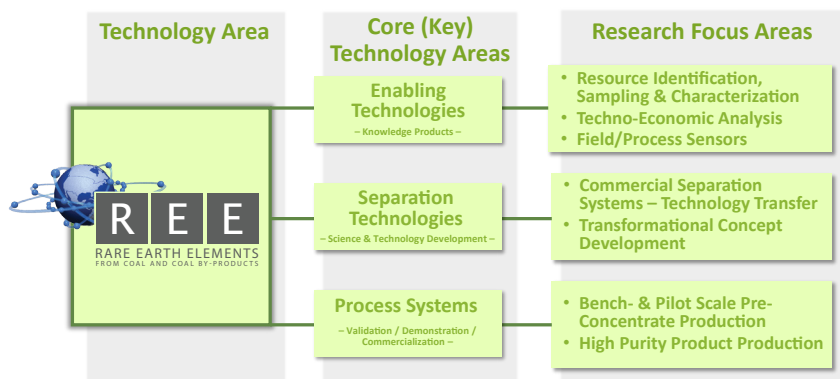 Technology Area
Core (Key)
Technology Areas
Research Focus Areas
R E E
RARE EARTH ELEMENTS
FROM COAL AND COAL BY-PRODUCTS
Enabling
Technologies
– Knowledge Products –
• Resource Identification,
Sampling & Characterization
• Techno-Economic Analysis
• Field/Process Sensors
Separation
Technologies
– Science & Technology Development –
• Commercial Separation
Systems – Technology Transfer
• Transformational Concept
Development
Process Systems
– Validation / Demonstration /
Commercialization –
• Bench- & Pilot Scale Pre-
Concentrate Production
• High Purity Product Production